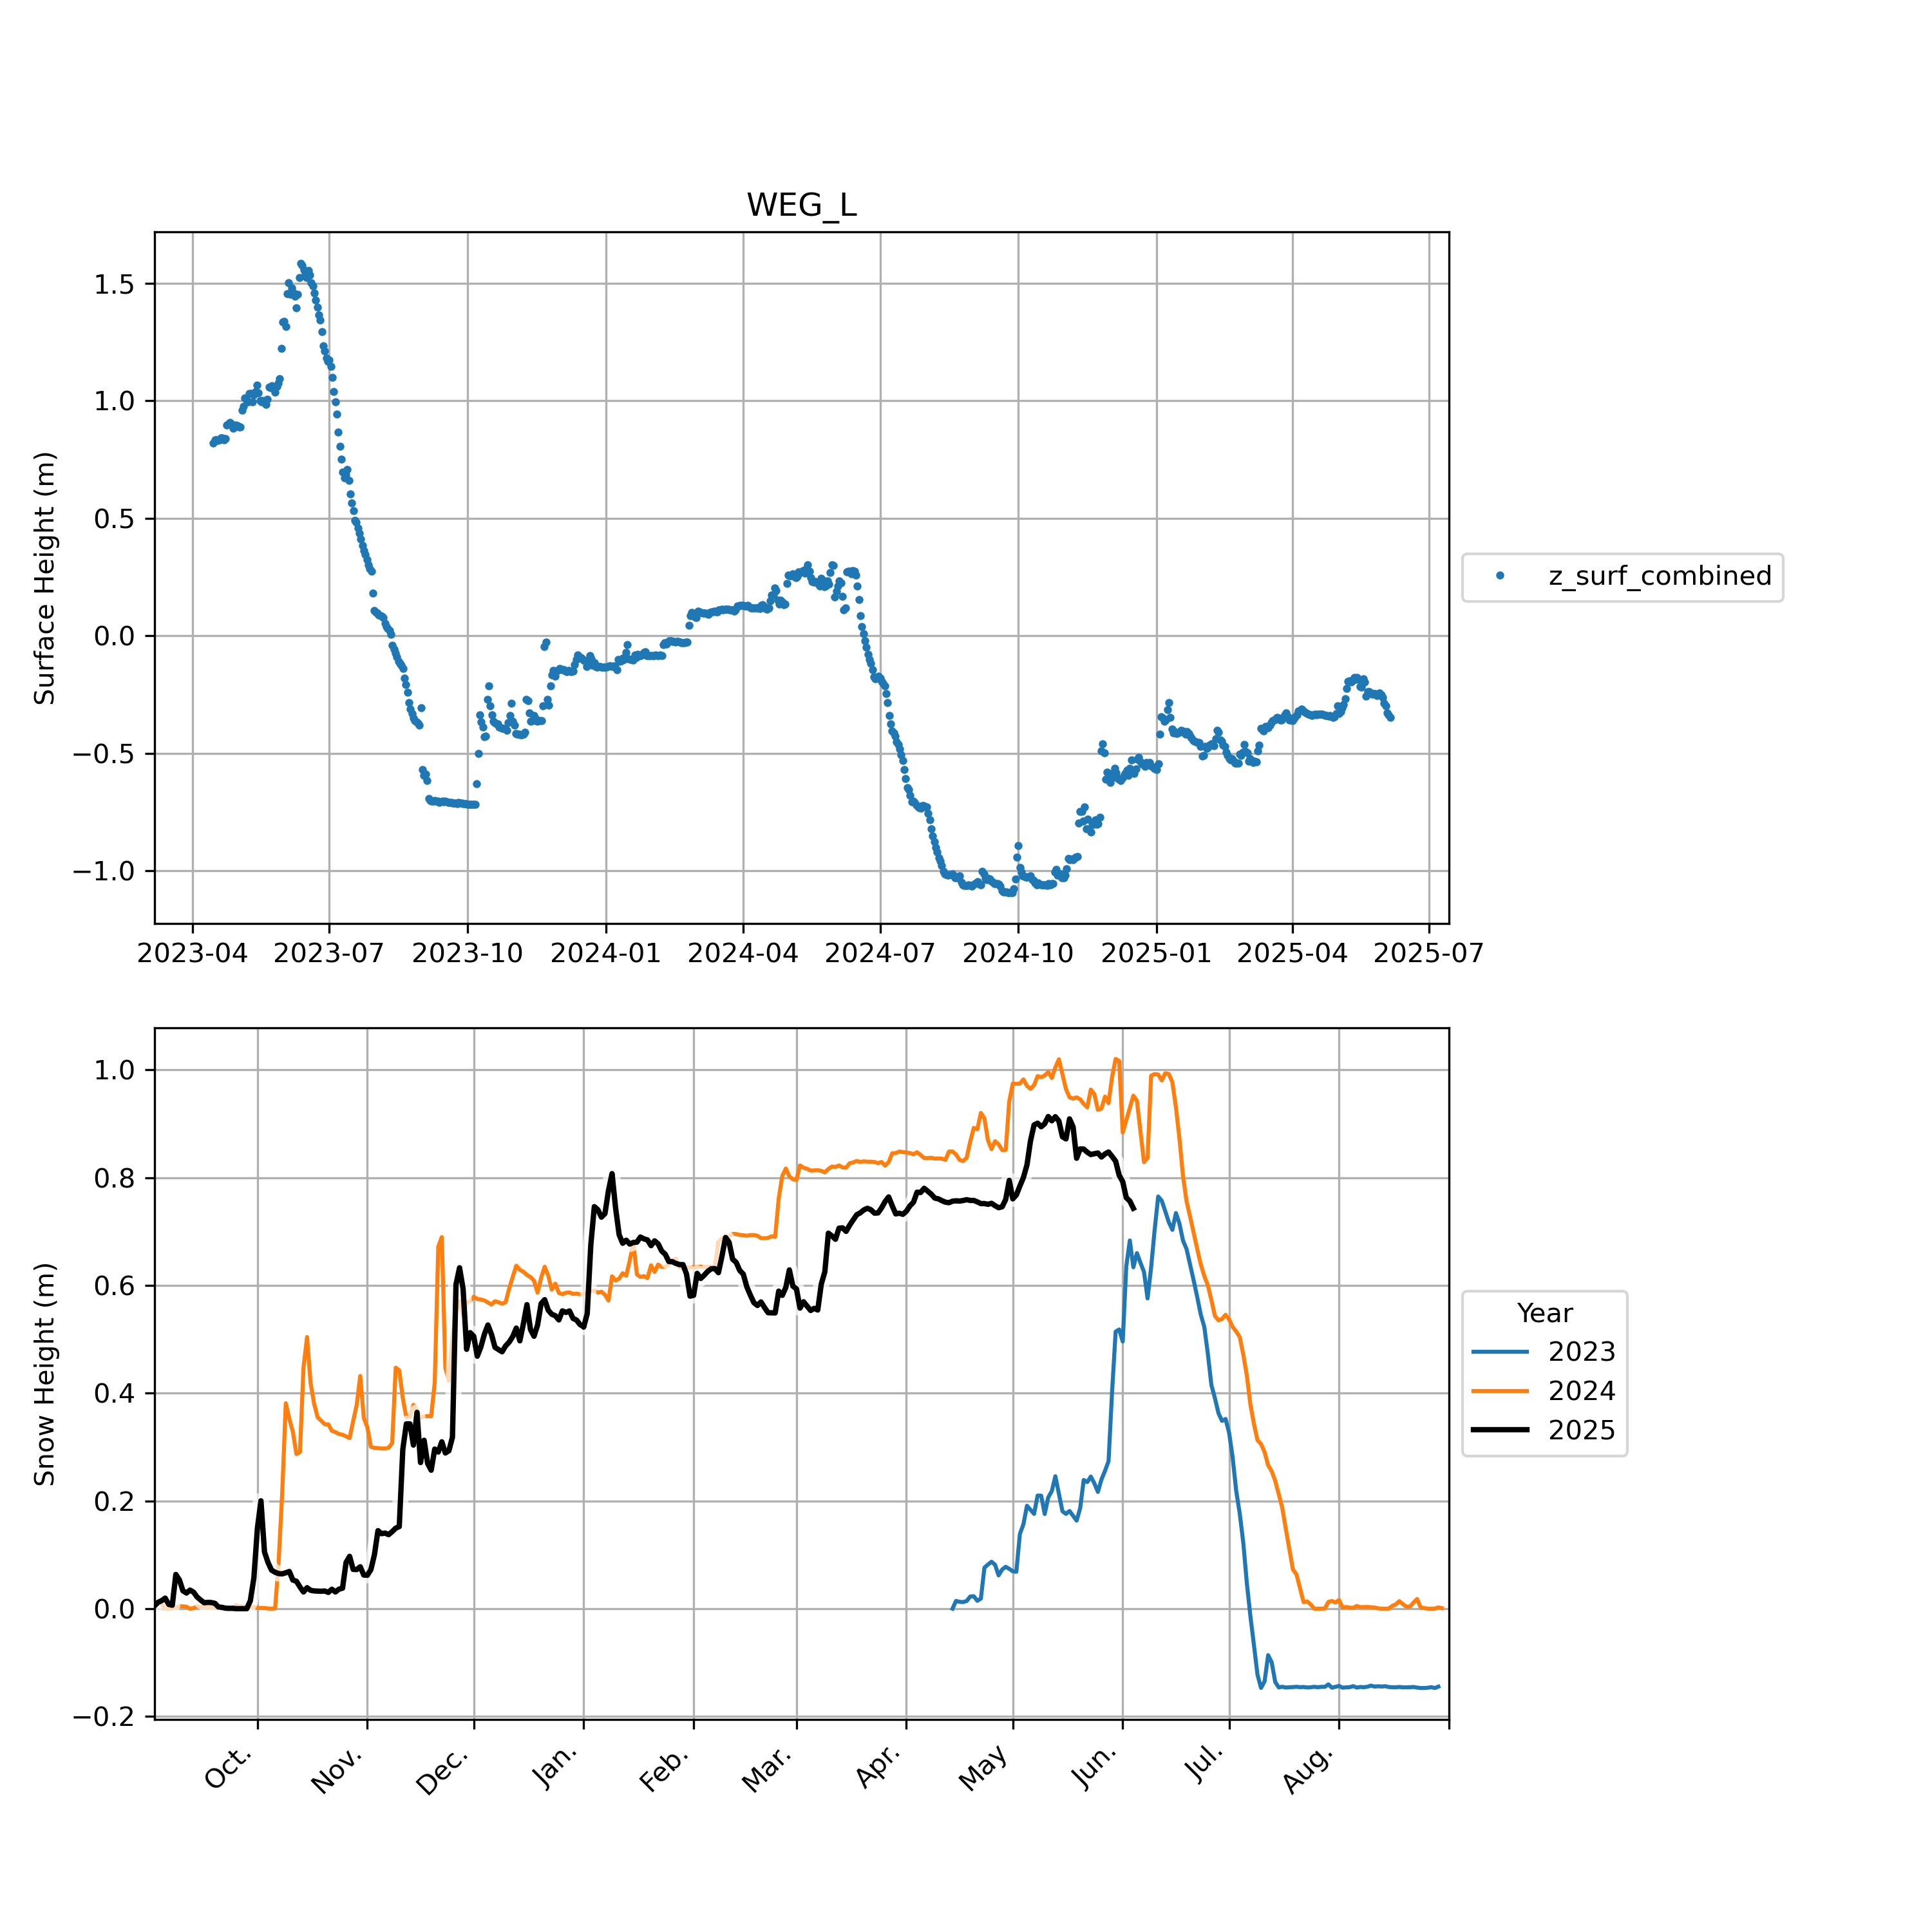 WEG_L
Surface Height (m)
1.5
1.0
0.5
0.0
−0.5
−1.0
2023-04 2023-07 2023-10 2024-01 2024-04 2024-07 2024-10 2025-01 2025-04 2025-07
z_surf_combined
Snow Height (m)
1.0
0.8
0.6
0.4
0.2
0.0
−0.2
Oct. Nov. Dec. Jan. Feb. Mar. Apr. May Jun. Jul. Aug.
Year
2023
2024
2025